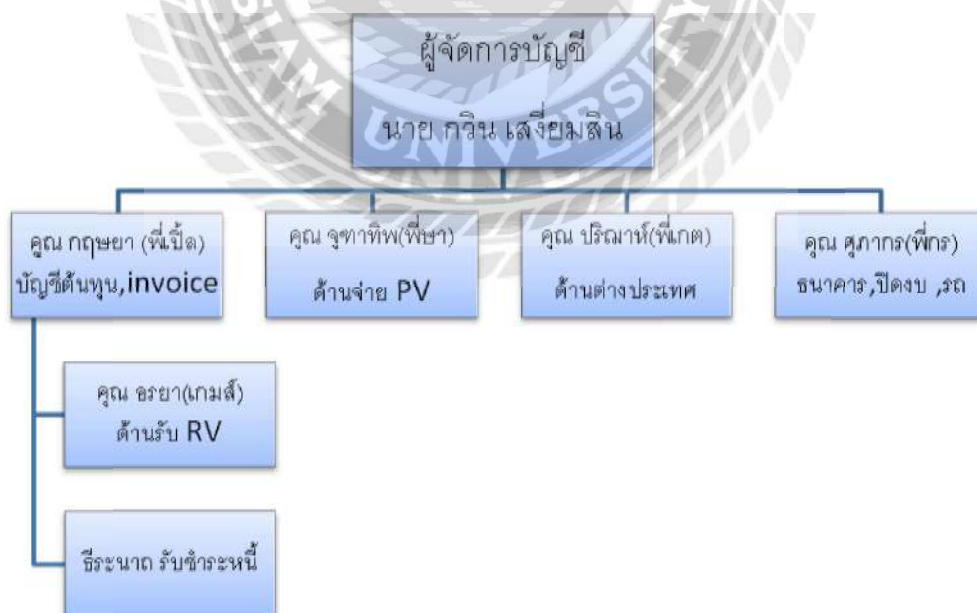 SIAM UNIVERSITY
ผู้จัดการบัญชี
นาย กวิน เสงี่ยมสิน
คุณ กฤษยา (พี่เปิ้ล)
บัญชีต้นทุน,invoice
คุณ จุฑาทิพ(พี่ษา)
ด้านจ่าย PV
คุณ ปริฌาห์(พี่เกต)
ด้านต่างประเทศ
คุณ ศุภากร(พี่กร)
ธนาคาร,ปิดงบ ,รถ
คุณ อรยา(เกมส์)
ด้านรับ RV
ธีระนาถ รับชำระหนี้